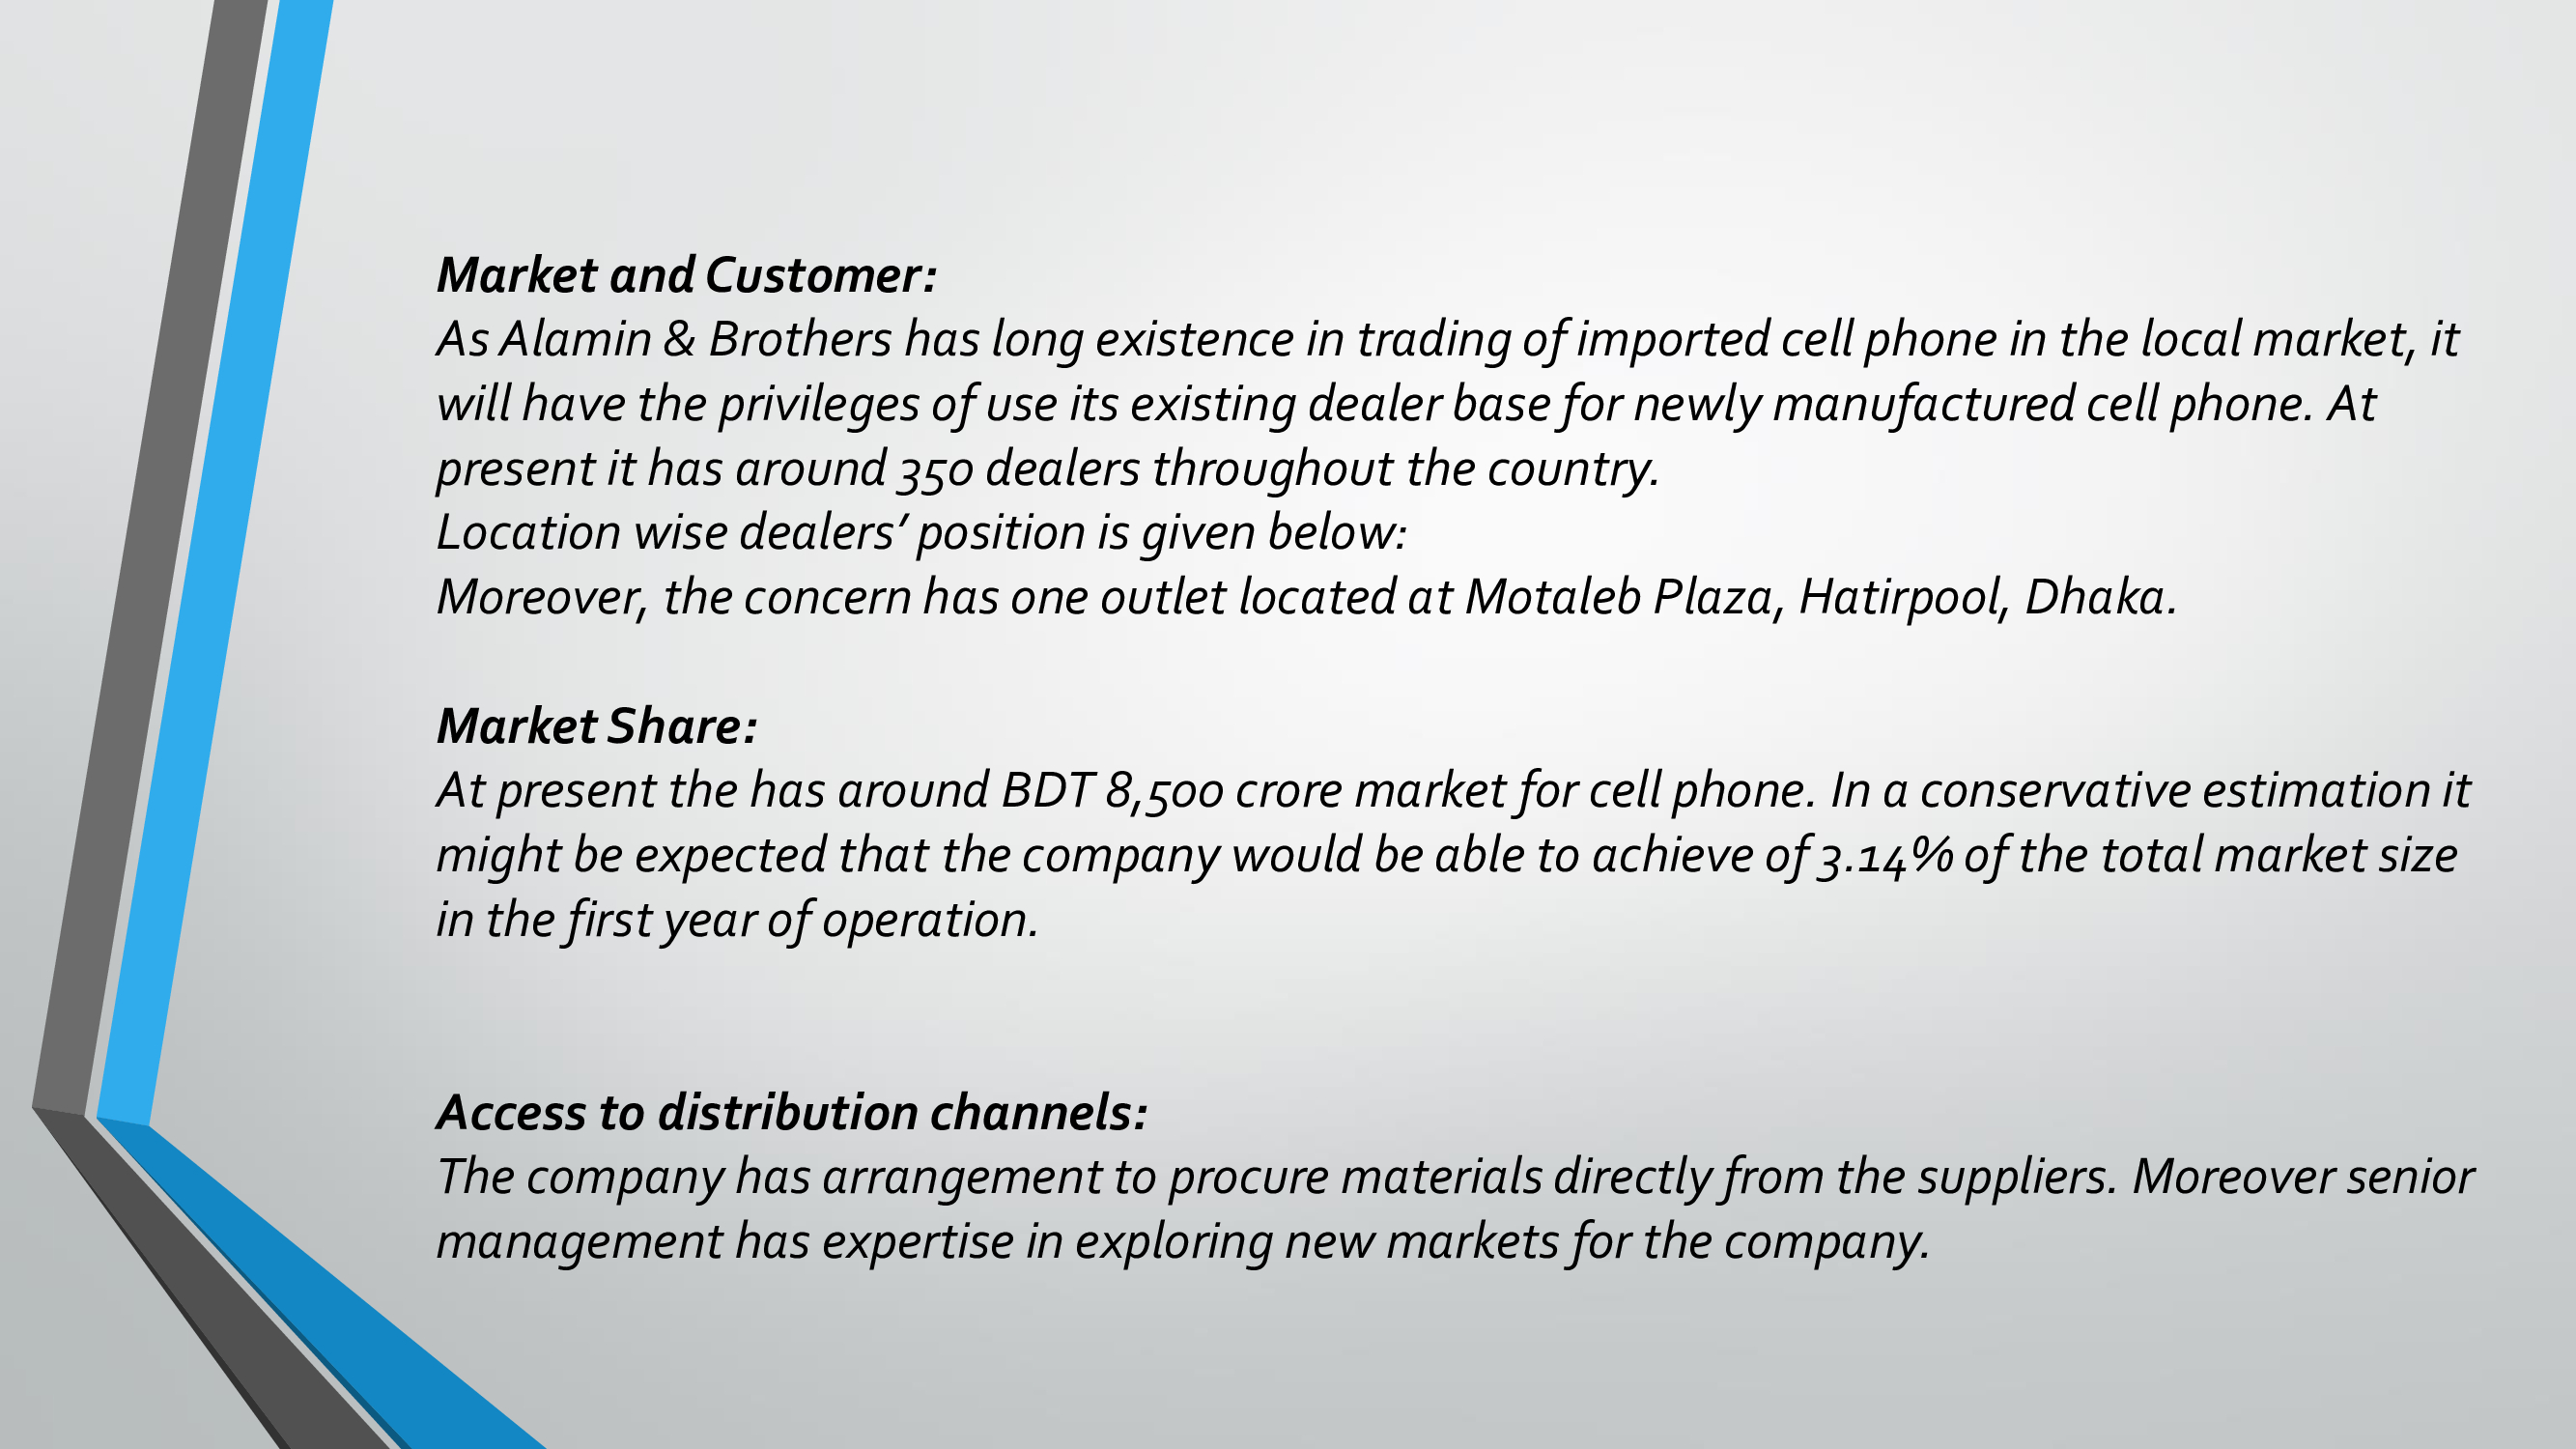 Market and Customer:
As Alamin & Brothers has long existence in trading of imported cell phone in the local market, it
will have the privileges of use its existing dealer base for newly manufactured cell phone. At
present it has around 350 dealers throughout the country.
Location wise dealers’ position is given below:
Moreover, the concern has one outlet located at Motaleb Plaza, Hatirpool, Dhaka.
Market Share:
At present the has around BDT 8,500 crore market for cell phone. In a conservative estimation it
might be expected that the company would be able to achieve of 3.14% of the total market size
in the first year of operation.
Access to distribution channels:
The company has arrangement to procure materials directly from the suppliers. Moreover senior
management has expertise in exploring new markets for the company.